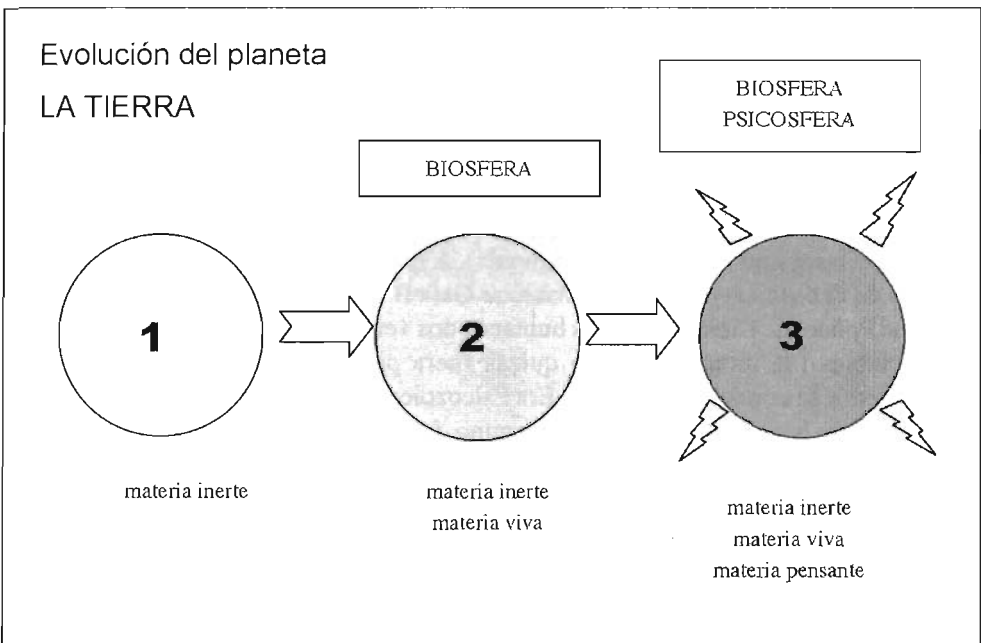 Evolución del planeta
LA TIERRA
BIOSFERA
BIOSFERA
PSICOSFERA
1
2
3
materia inerte
materia inerte
materia viva
materia inerte
materia viva
materia pensante